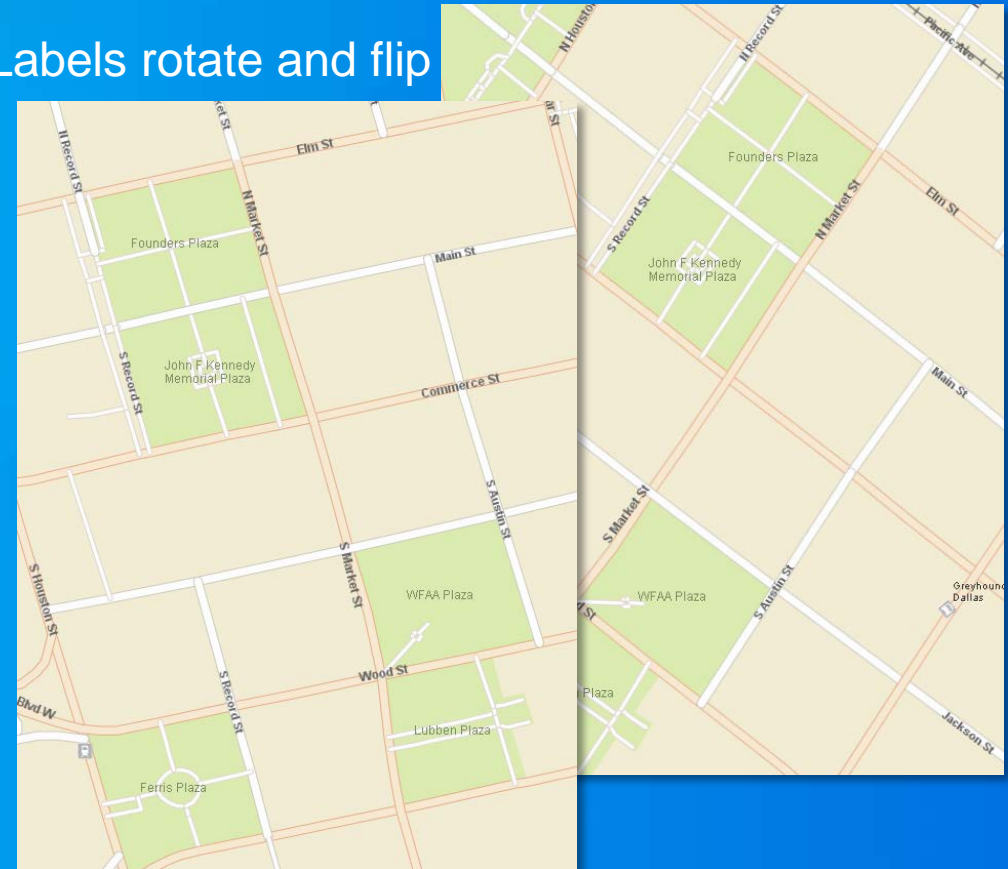 Labels rotate and flip
N Record St
Elm St
N Market St
Founders Plaza
Main St
John F Kennedy
Memorial Plaza
S Record St
Commerce St
S Austin St
S Market St
S Houston St
WFAA Plaza
Wood St
S Record St
Blvd W
Lubben Plaza
Ferris Plaza
N Houston
N Record St
Pacific Ave
Founders Plaza
Elm St
N Market St
S Record St
John F Kennedy
Memorial Plaza
Main St
S Market St
WFAA Plaza
S Austin St
Greyhound
Dallas
Plaza
Jackson St